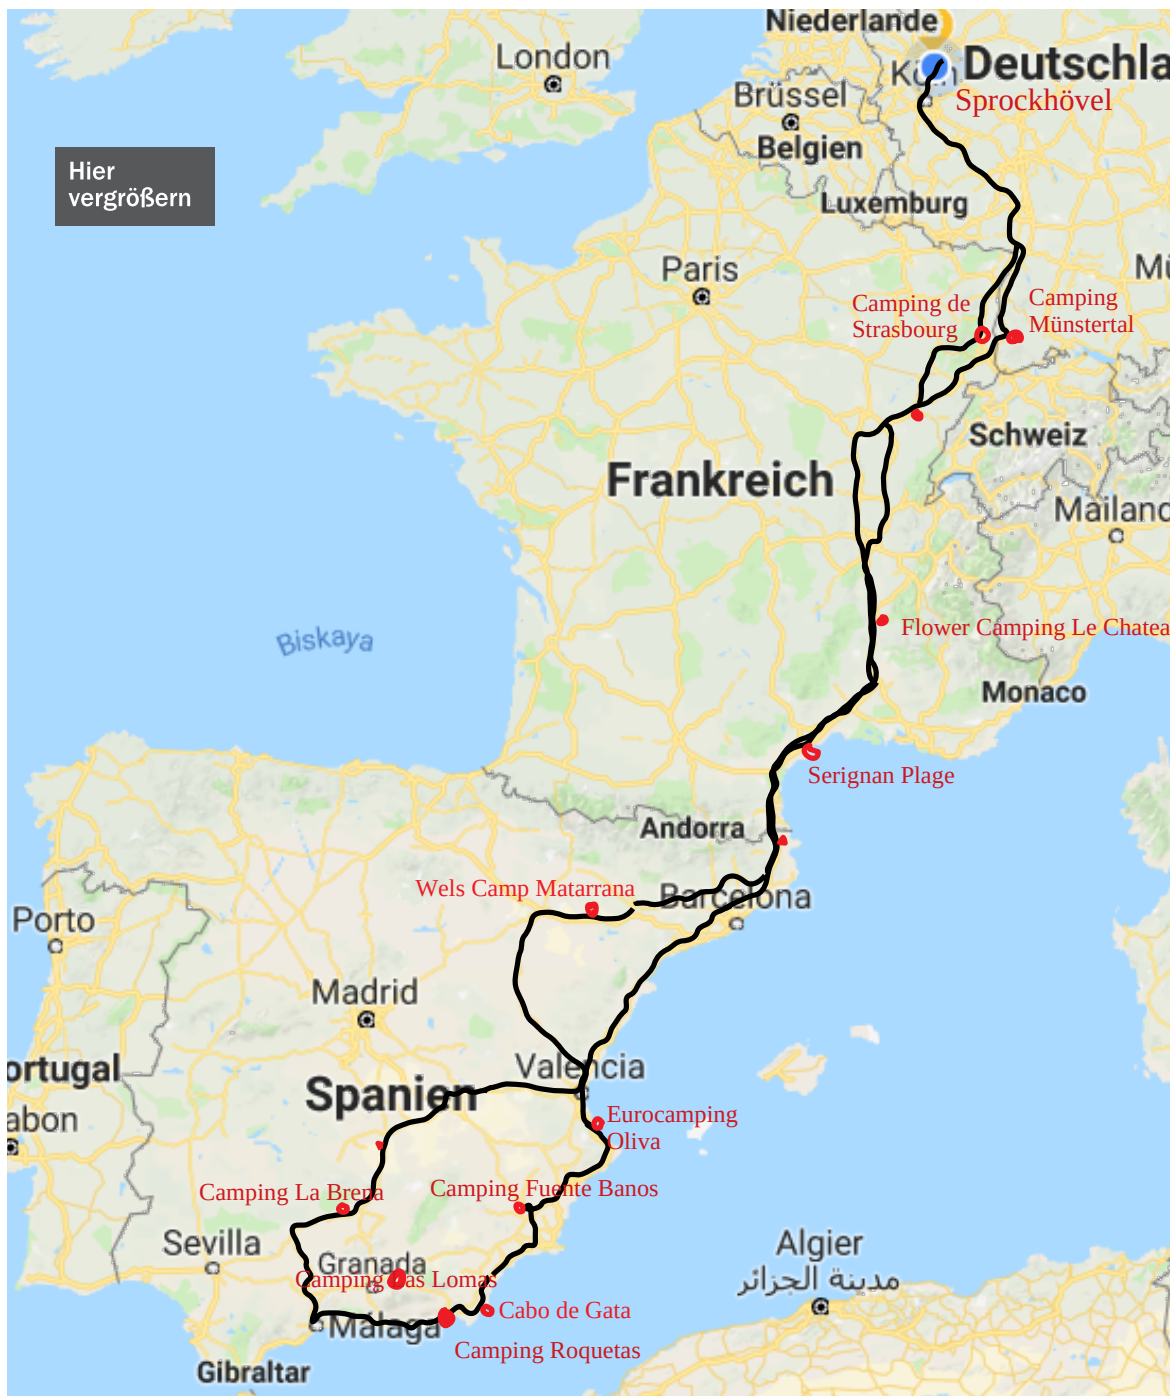 Niederlande
London
Köln
Deutschla
Brüssel
Sprockhövel
Belgien
Hier
vergrößern
Luxemburg
Paris
Mü
Camping de
Strasbourg
Camping
Münstertal
Schweiz
Frankreich
Mailand
Biskaya
Flower Camping Le Chatea
Monaco
Serignan Plage
Andorra
Wels Camp Matarrana
Barcelona
Porto
Madrid
Valencia
ortugal
Spanien
abon
Eurocamping
Oliva
Camping La Brena
Camping Fuente Banos
Sevilla
Algier
مدينة الجزائر
Granada
Camping Las Lomas
Cabo de Gata
Málaga
Camping Roquetas
Gibraltar